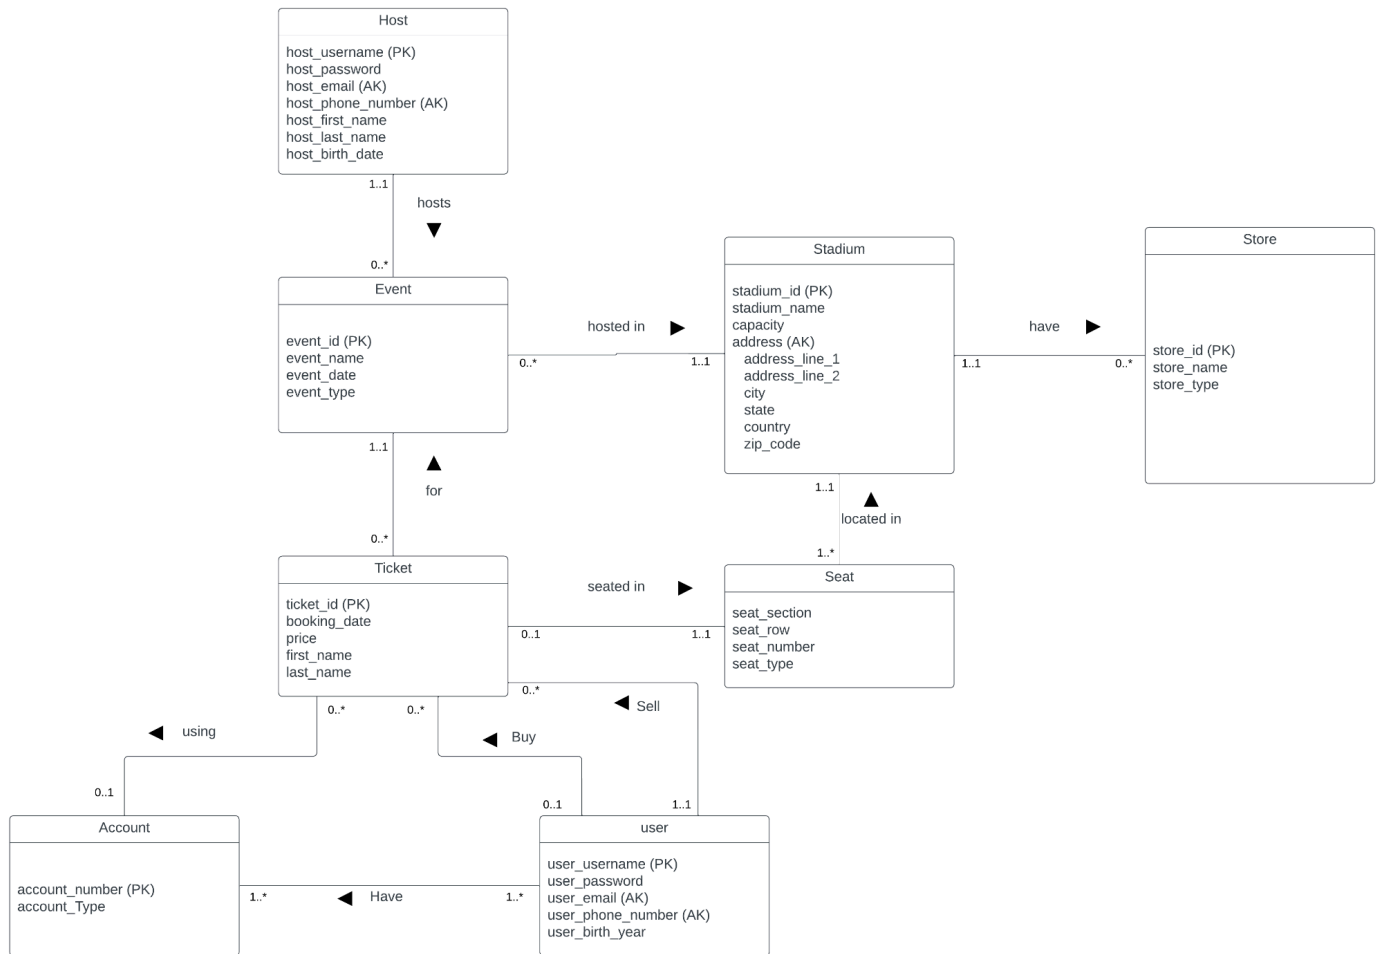 Host
host_username (PK)
host_password
host_email (AK)
host_phone_number (AK)
host_first_name
host_last_name
host_birth_date
1..1
hosts
0..*
Event
event_id (PK)
event_name
event_date
event_type
hosted in
0..*
1..1
Stadium
stadium_id (PK)
stadium_name
capacity
address (AK)
address_line_1
address_line_2
city
state
country
zip_code
have
1..1
0..*
Store
store_id (PK)
store_name
store_type
1..1
for
0..*
1..1
located in
1..*
Ticket
ticket_id (PK)
booking_date
price
first_name
last_name
seated in
0..1
1..1
Seat
seat_section
seat_row
seat_number
seat_type
0..*
using
0..1
0..*
Buy
0..1
0..*
Sell
1..1
Account
account_number (PK)
account_Type
1..*
Have
1..*
user
user_username (PK)
user_password
user_email (AK)
user_phone_number (AK)
user_birth_year